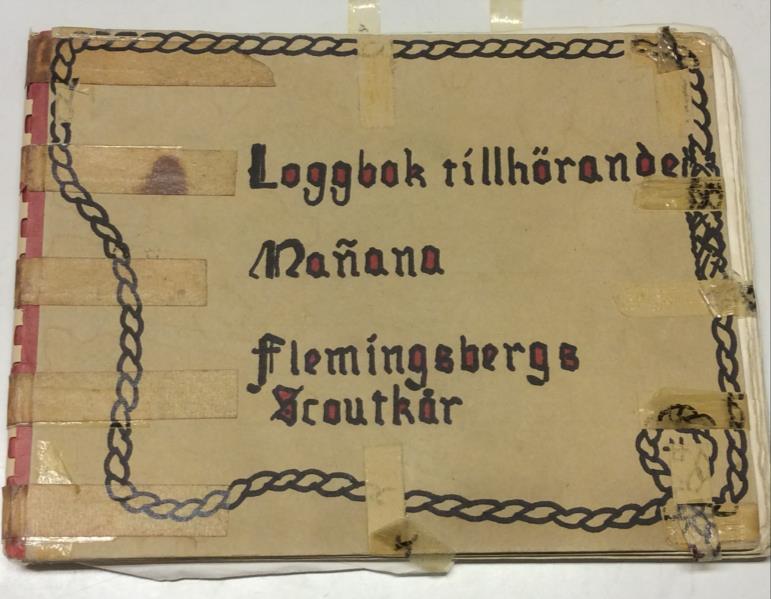 Loggbok tillhörande
Mañana
Flemingsbergs
Scoutkår